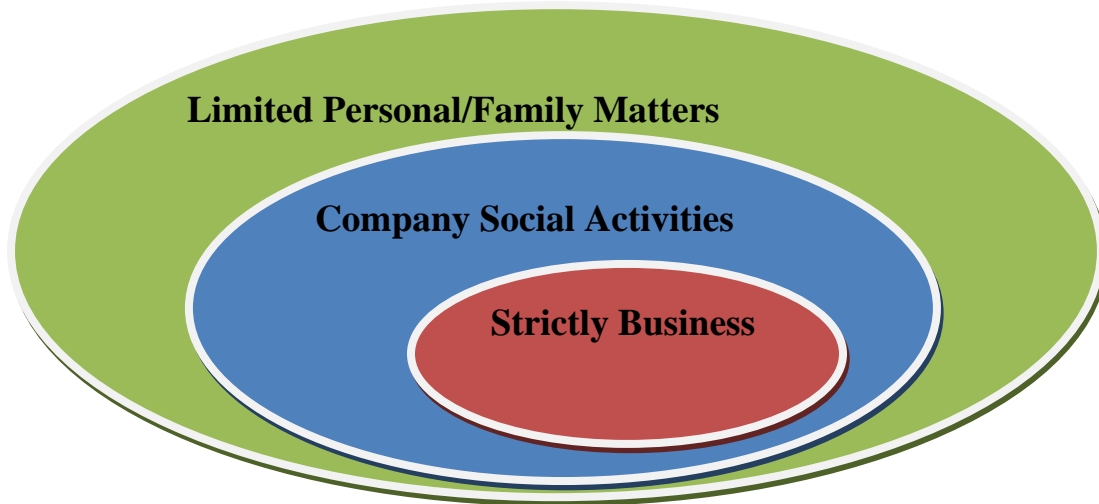 Limited Personal/Family Matters
Company Social Activities
Strictly Business